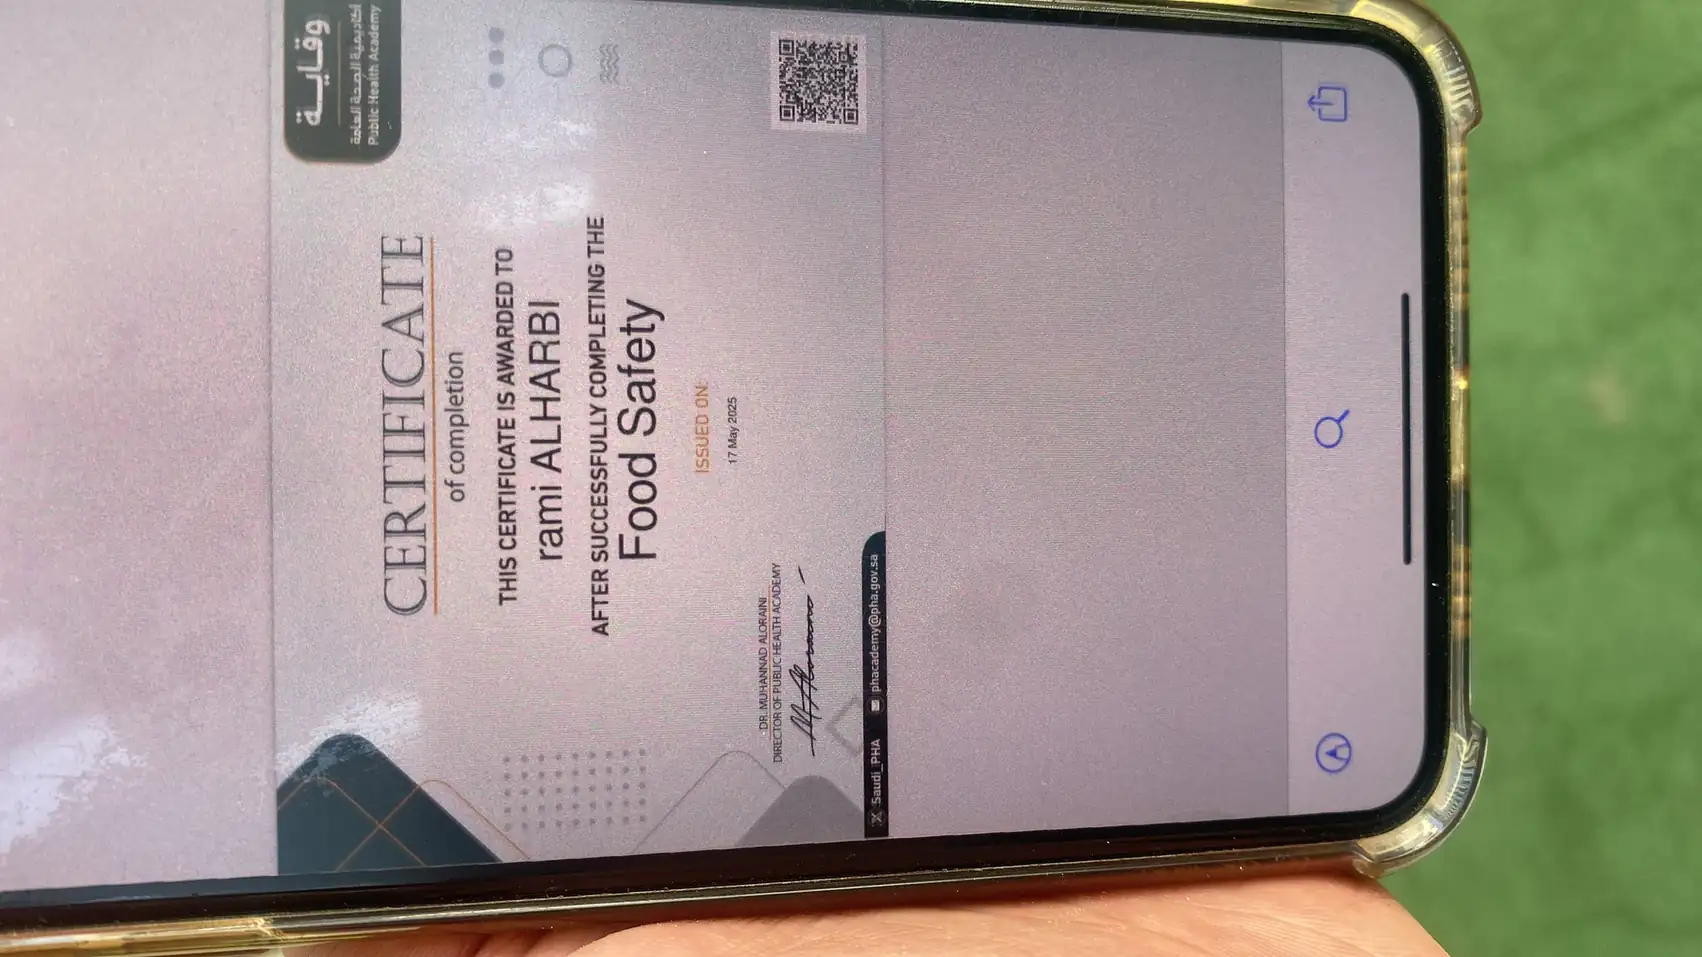 وقاية
أكاديمية الصحة العامة
Public Health Academy
CERTIFICATE
of completion
THIS CERTIFICATE IS AWARDED TO
rami ALHARBI
AFTER SUCCESSFULLY COMPLETING THE
Food Safety
ISSUED ON:
17 May 2025
DR. MUHANNAD ALORAINI
DIRECTOR OF PUBLIC HEALTH ACADEMY
M Aloraini
Saudi_PHA phacademy@pha.gov.sa